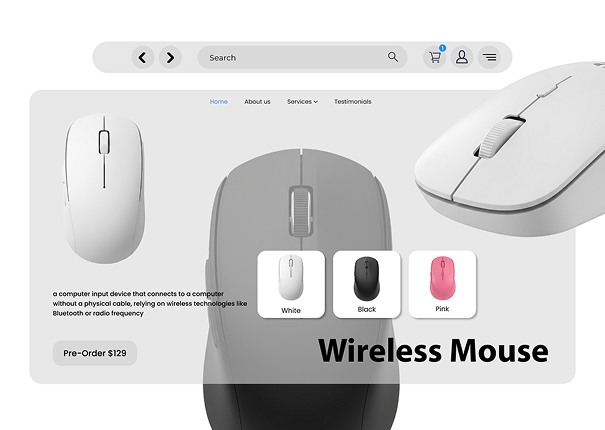 Search
1
Home
About us
Services
Testimonials
a computer input device that connects to a computer
without a physical cable, relying on wireless technologies like
Bluetooth or radio frequency
White
Black
Pink
Pre-Order $129
Wireless Mouse